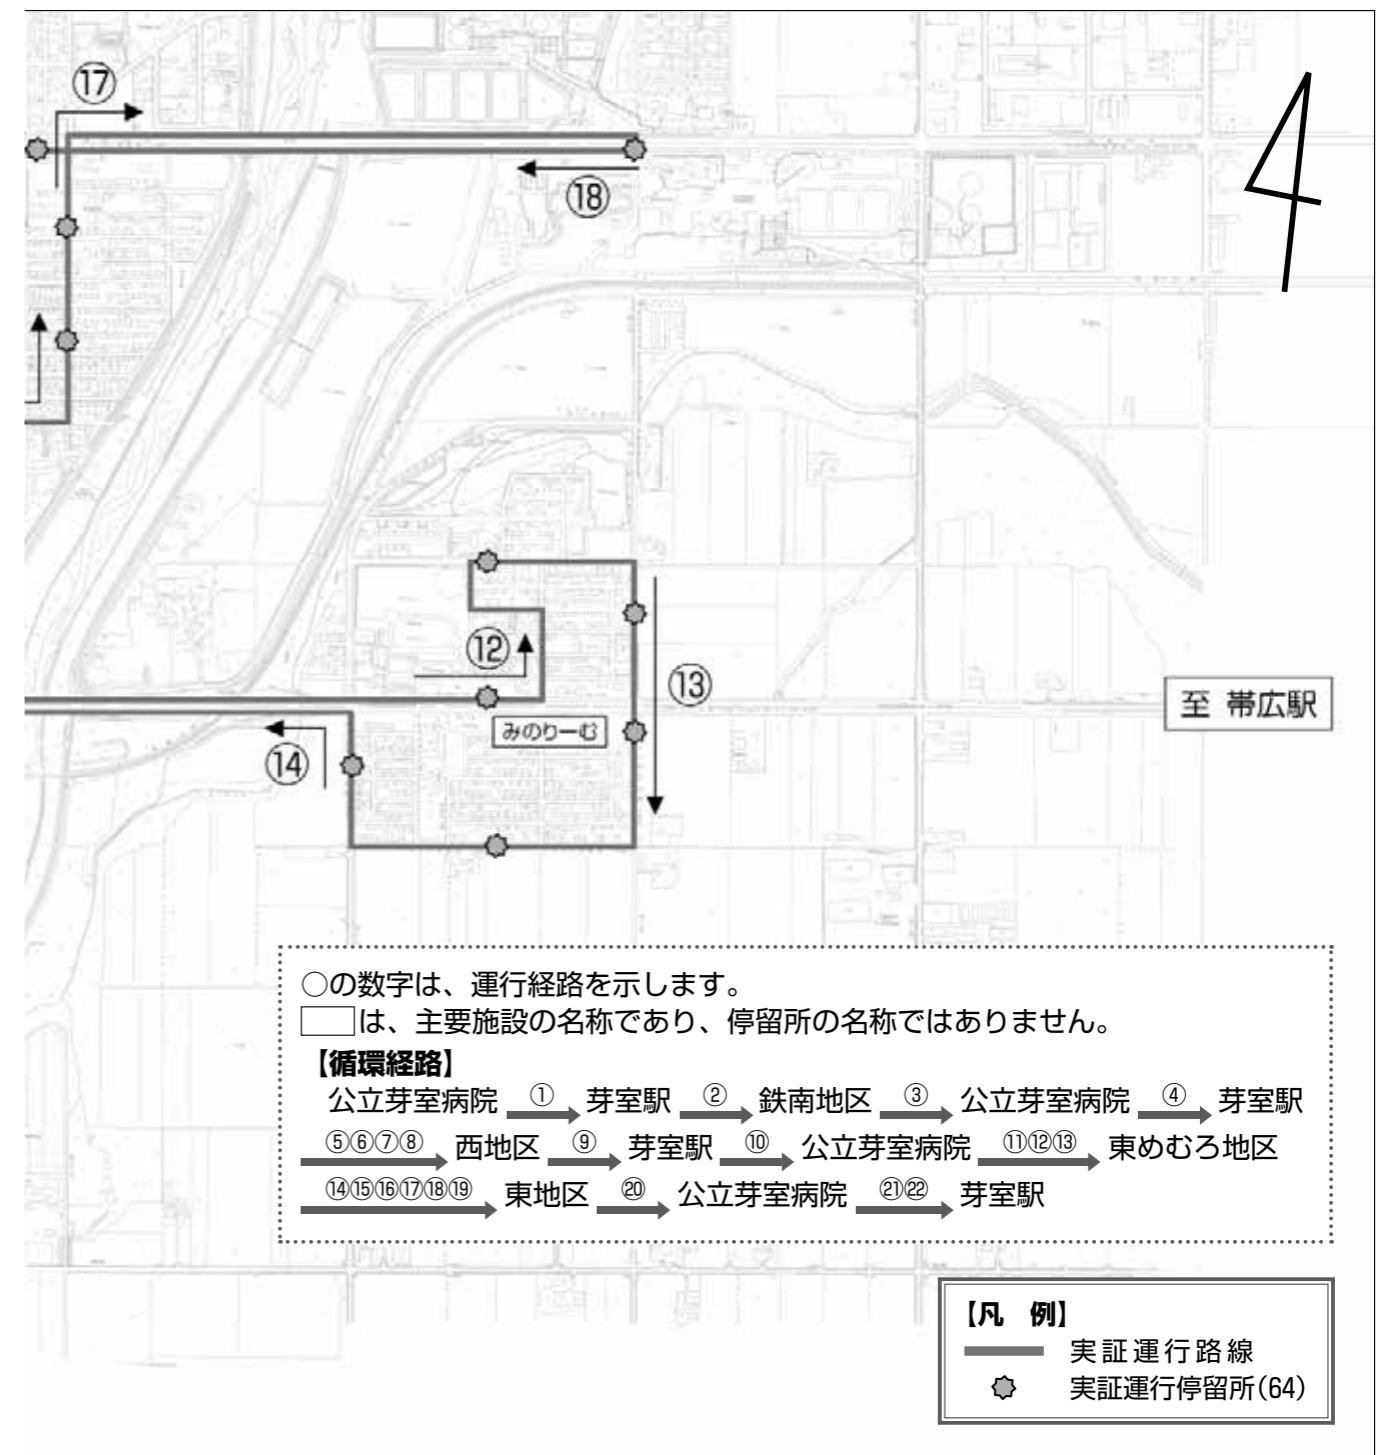 ⑰
⑱
⑫
⑬
至 帯広駅
みのりーむ
⑭
○の数字は、運行経路を示します。
は、主要施設の名称であり、停留所の名称ではありません。
【循環経路】
公立芽室病院 ① 芽室駅 ② 鉄南地区 ③ 公立芽室病院 ④ 芽室駅
⑤⑥⑦⑧ 西地区 ⑨ 芽室駅 ⑩ 公立芽室病院 ⑪⑫⑬ 東めむろ地区
⑭⑮⑯⑰⑱⑲ 東地区 ⑳ 公立芽室病院 ㉑㉒ 芽室駅
【凡 例】
実証運行路線
実証運行停留所(64)